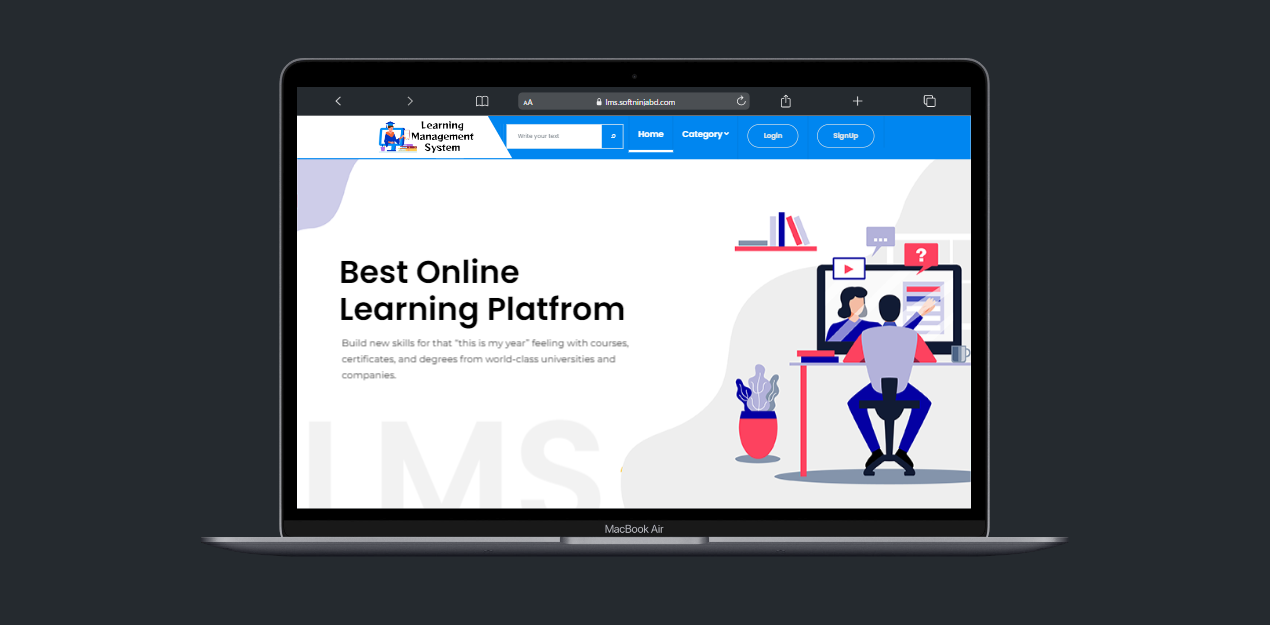 AA lms.softninjabd.com
Learning
Management
System
Write your text
Home
Category
Login
SignUp
Best Online
Learning Platfrom
Build new skills for that “this is my year” feeling with courses,
certificates, and degrees from world-class universities and
companies.
LMS
MacBook Air